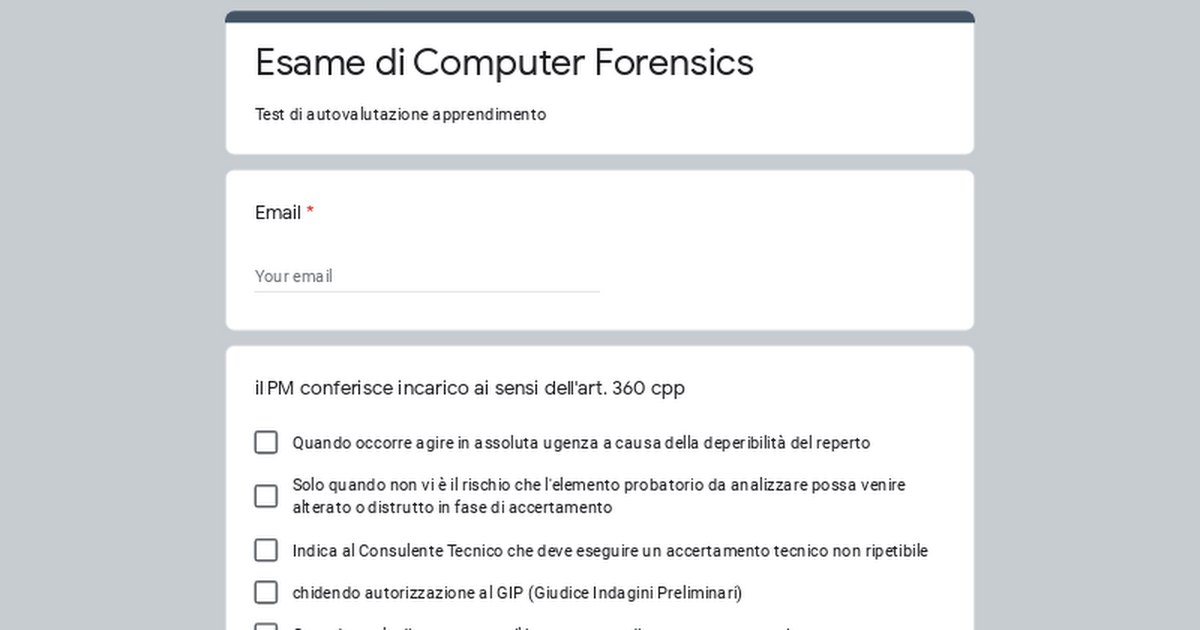 Esame di Computer Forensics
Test di autovalutazione apprendimento
Email *
Your email
il PM conferisce incarico ai sensi dell'art. 360 cpp
Quando occorre agire in assoluta ugenza a causa della deperibilità del reperto
Solo quando non vi è il rischio che l'elemento probatorio da analizzare possa venire
alterato o distrutto in fase di accertamento
Indica al Consulente Tecnico che deve eseguire un accertamento tecnico non ripetibile
chidendo autorizzazione al GIP (Giudice Indagini Preliminari)